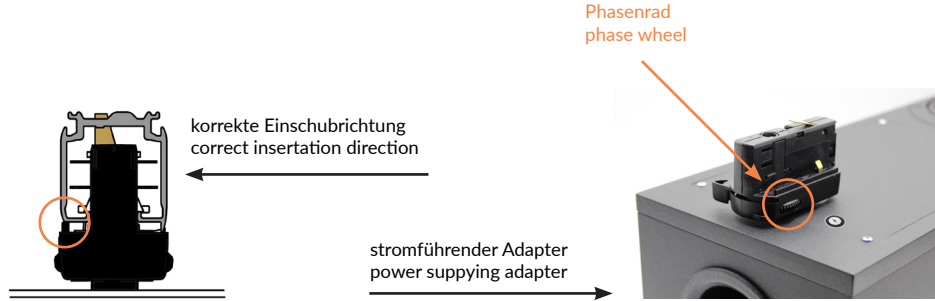 Phasenrad
phase wheel
korrekte Einschubrichtung
correct insertation direction
stromführender Adapter
power suppying adapter